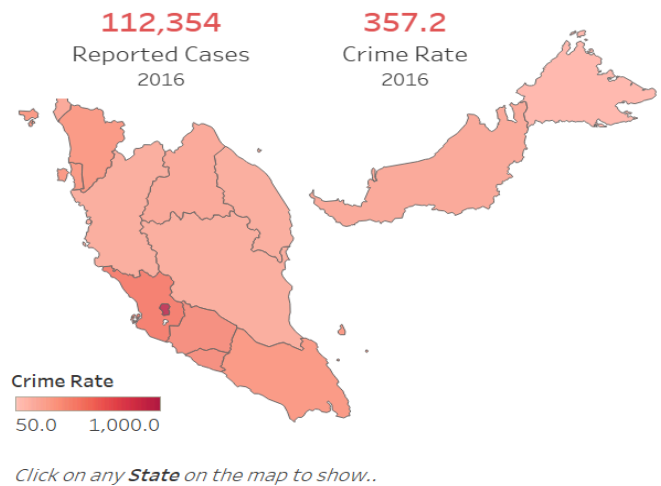 112,354
Reported Cases
2016
357.2
Crime Rate
2016
Crime Rate
50.0 1,000.0
Click on any State on the map to show..